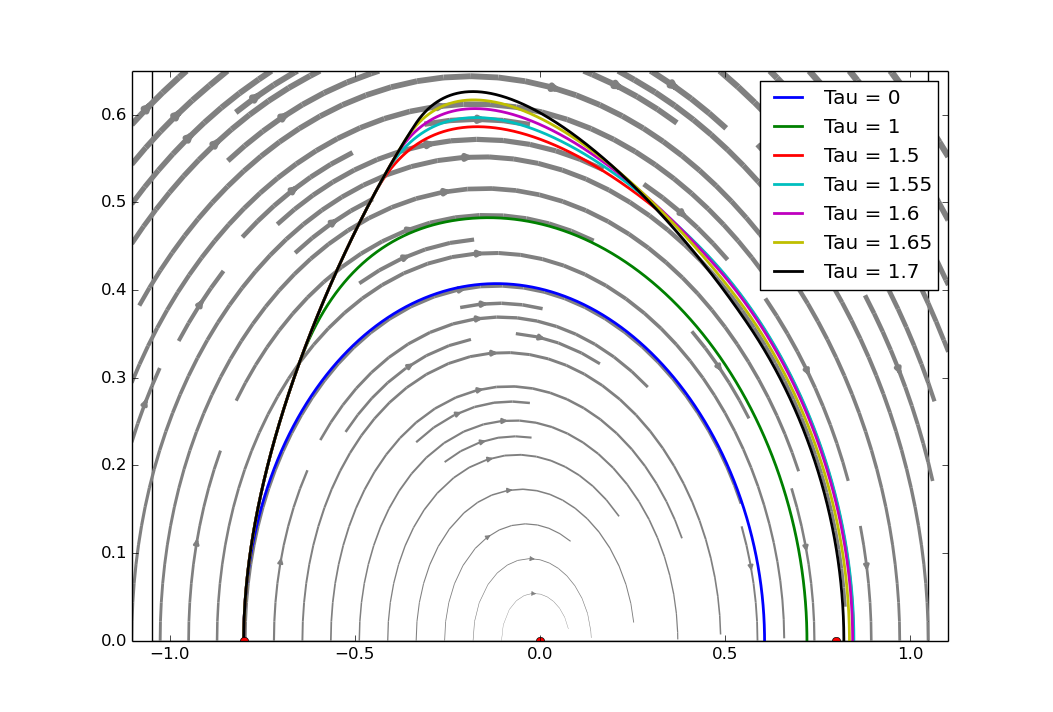 0.6
0.5
0.4
0.3
0.2
0.1
0.0
−1.0
−0.5
0.0
0.5
1.0
Tau = 0
Tau = 1
Tau = 1.5
Tau = 1.55
Tau = 1.6
Tau = 1.65
Tau = 1.7